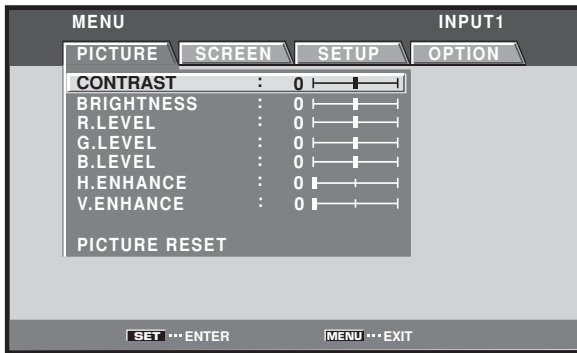 MENU INPUT1
PICTURE SCREEN SETUP OPTION
CONTRAST : 0
BRIGHTNESS : 0
R.LEVEL : 0
G.LEVEL : 0
B.LEVEL : 0
H.ENHANCE : 0
V.ENHANCE : 0
PICTURE RESET
SET ••• ENTER MENU ••• EXIT